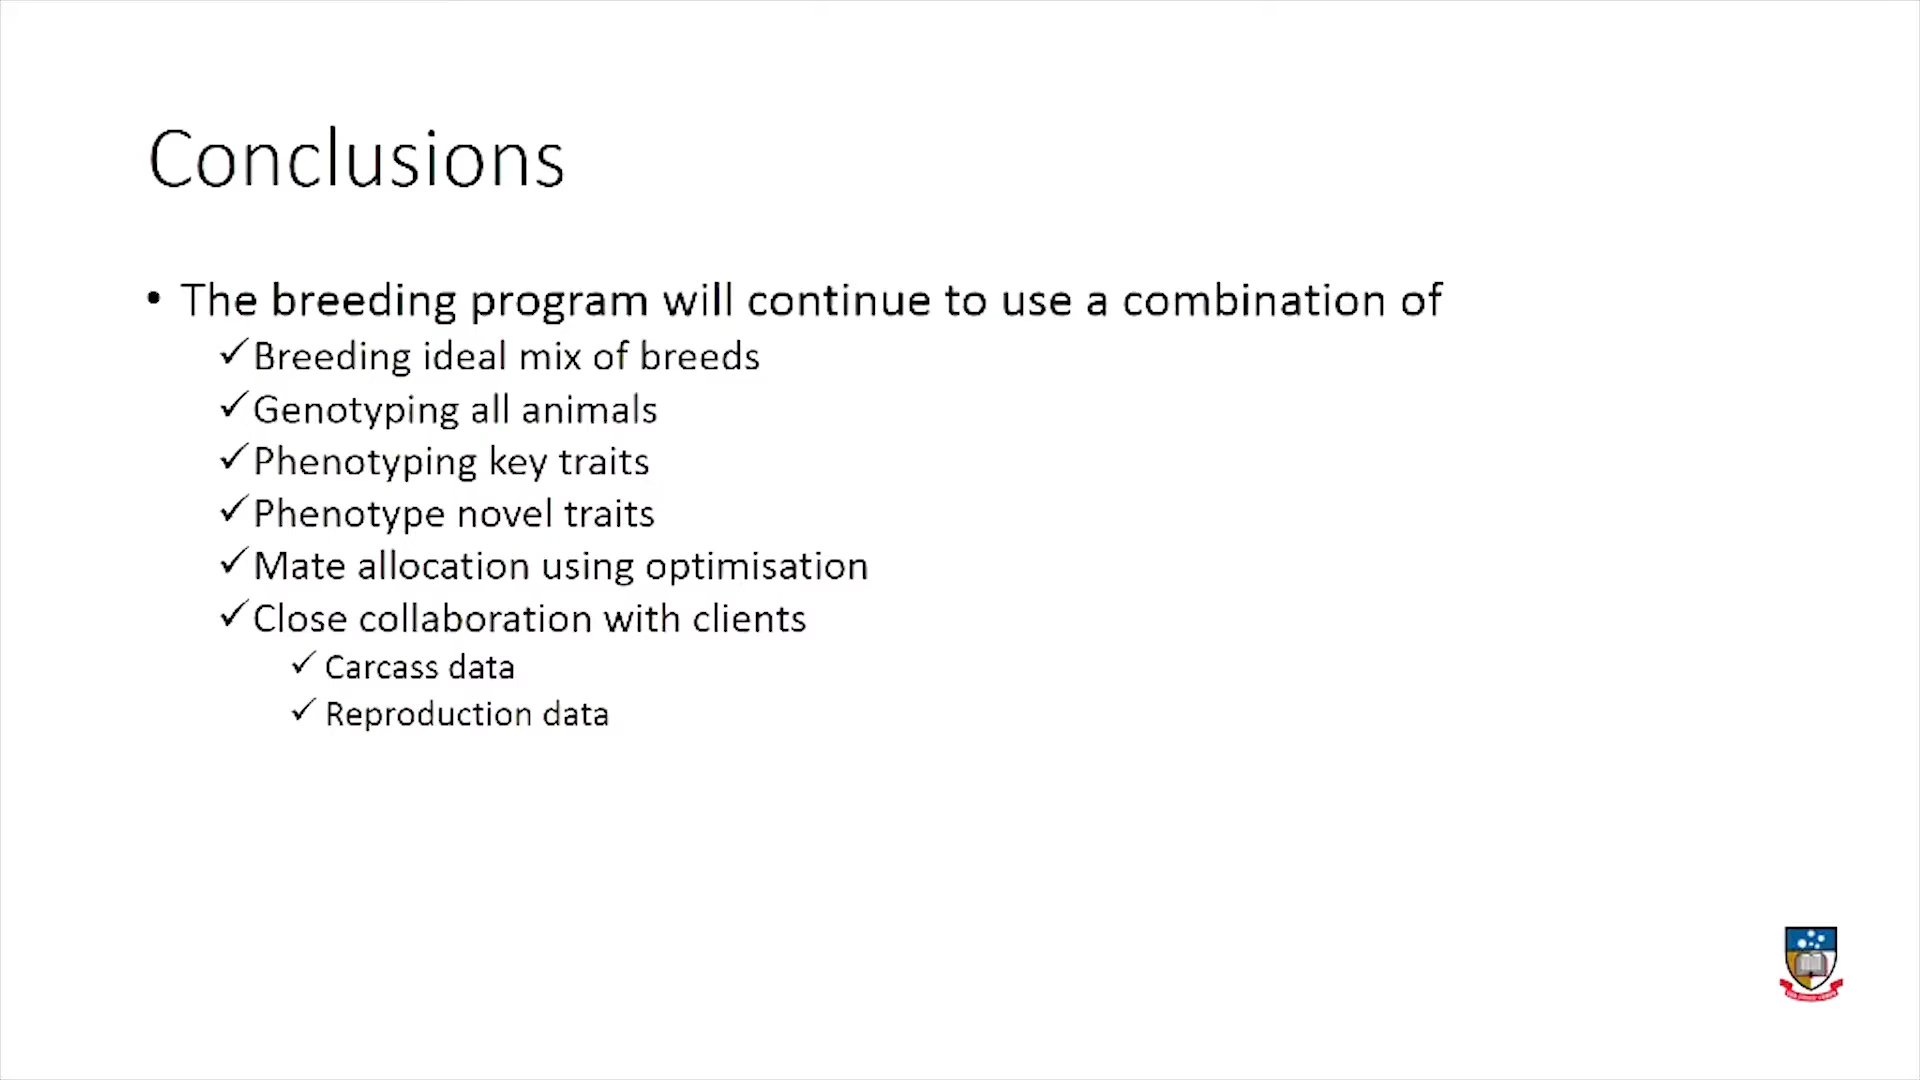 Conclusions
• The breeding program will continue to use a combination of
✓Breeding ideal mix of breeds
✓Genotyping all animals
✓Phenotyping key traits
✓Phenotype novel traits
✓Mate allocation using optimisation
✓Close collaboration with clients
✓ Carcass data
✓ Reproduction data